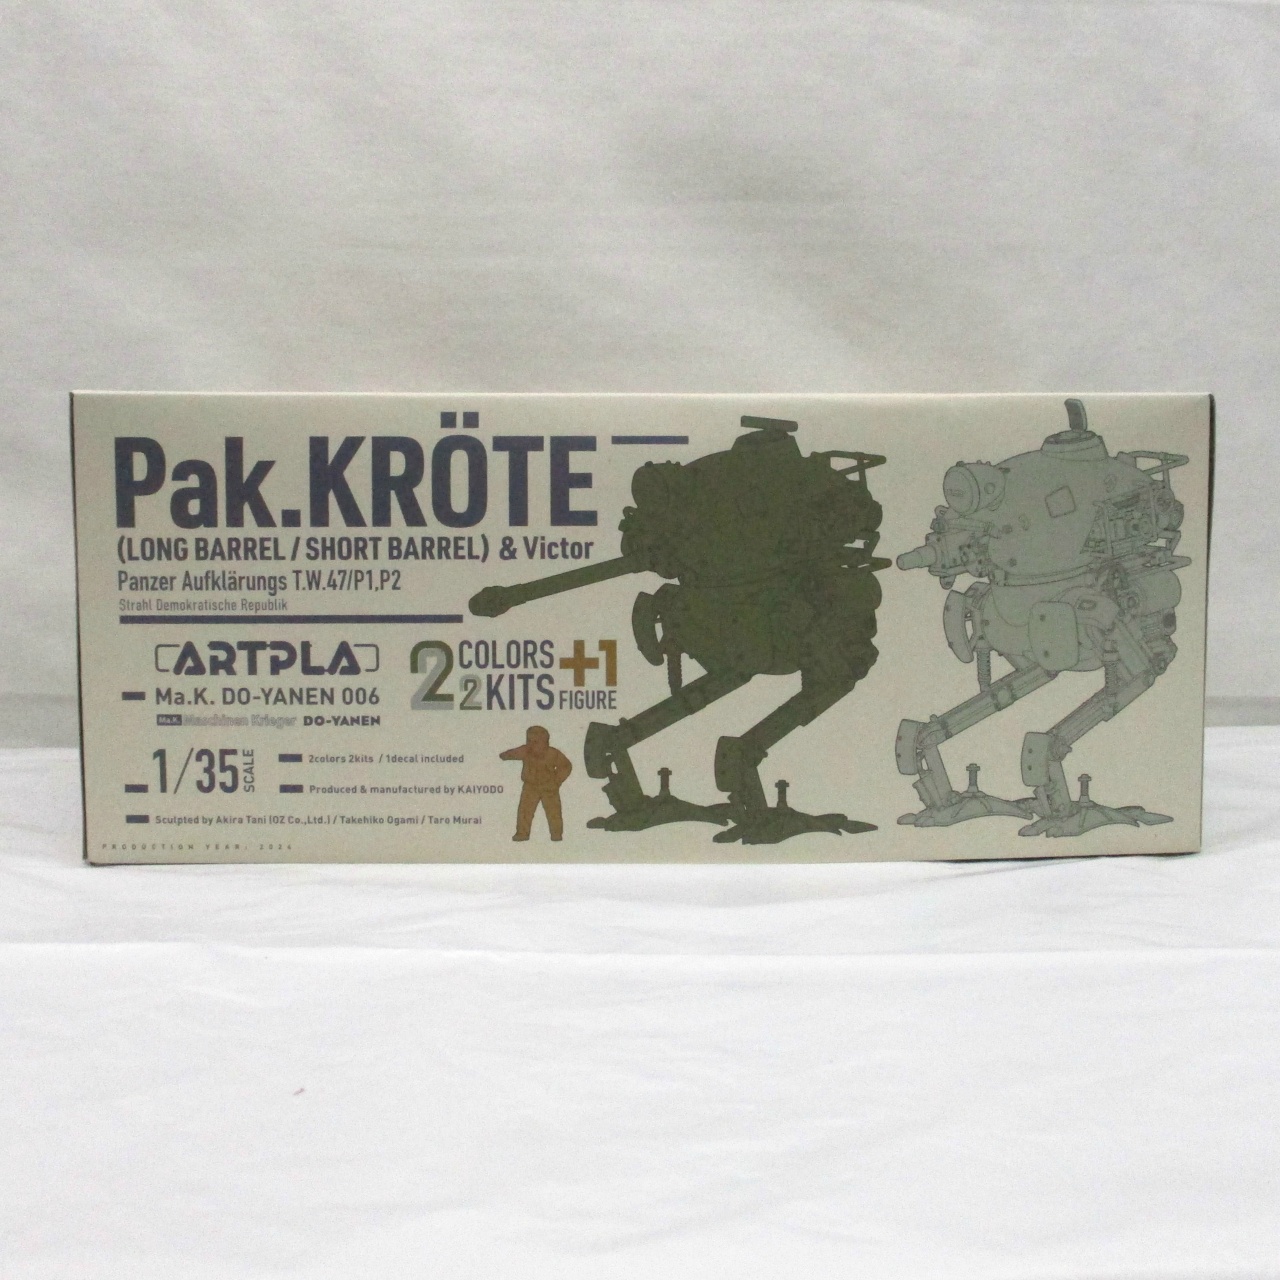 Pak.KRÖTE
(LONG BARREL / SHORT BARREL) & Victor
Panzer Aufklärungs T.W.47/P1,P2
Strahl Demokratische Republik
ARTPLA
Ma.K. DO-YANEN 006
Ma.K. Maschinen Krieger DO-YANEN
2 COLORS
2 KITS
+1
FIGURE
1/35 SCALE
2colors 2kits / 1decal included
Produced & manufactured by KAIYODO
Sculpted by Akira Tani (OZ Co.,Ltd.) / Takehiko Ogami / Taro Murai
PRODUCTION YEAR: 2024